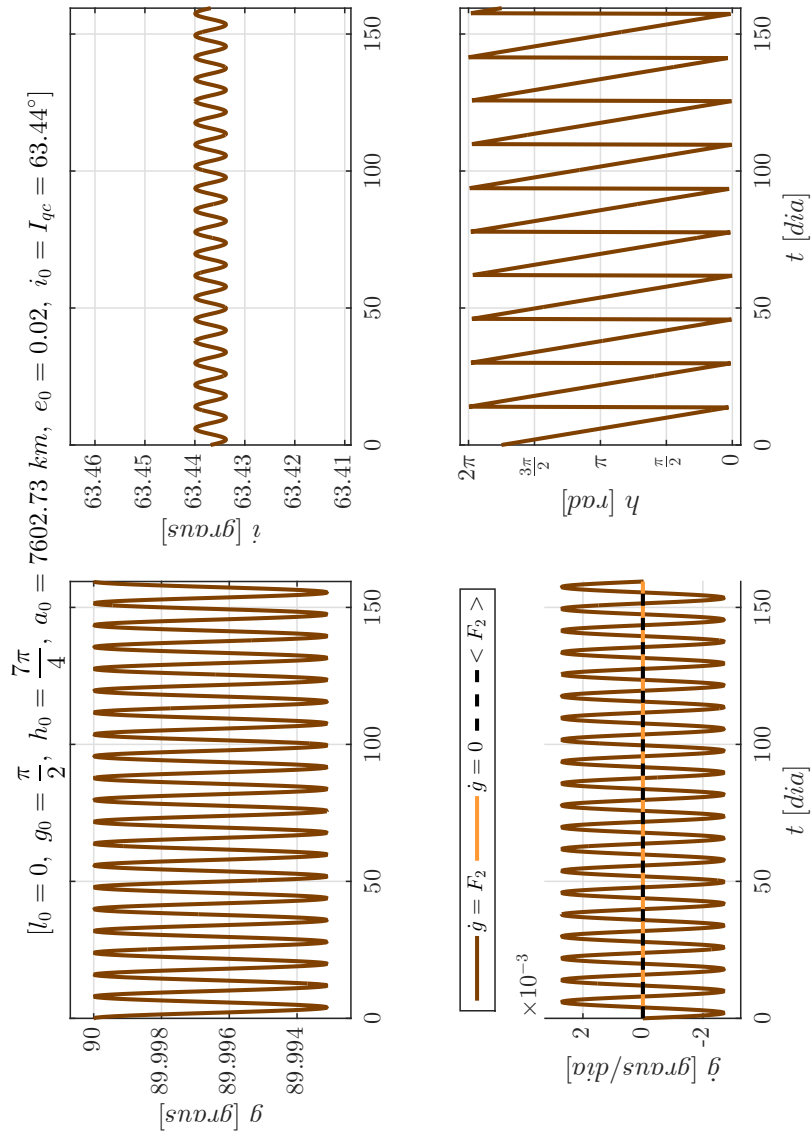 [l₀ = 0, g₀ = π/2, h₀ = 7π/4, a₀ = 7602.73 km, e₀ = 0.02, i₀ = I_qc = 63.44°]
g [graus]
90
89.998
89.996
89.994
0 50 100 150
i [graus]
63.46
63.45
63.44
63.43
63.42
63.41
0 50 100 150
ġ = F₂ ġ = 0 < F₂ >
×10⁻³
ġ [graus/dia]
2
0
-2
0 50 100 150
t [dia]
h [rad]
2π
3π/2
π
π/2
0
0 50 100 150
t [dia]